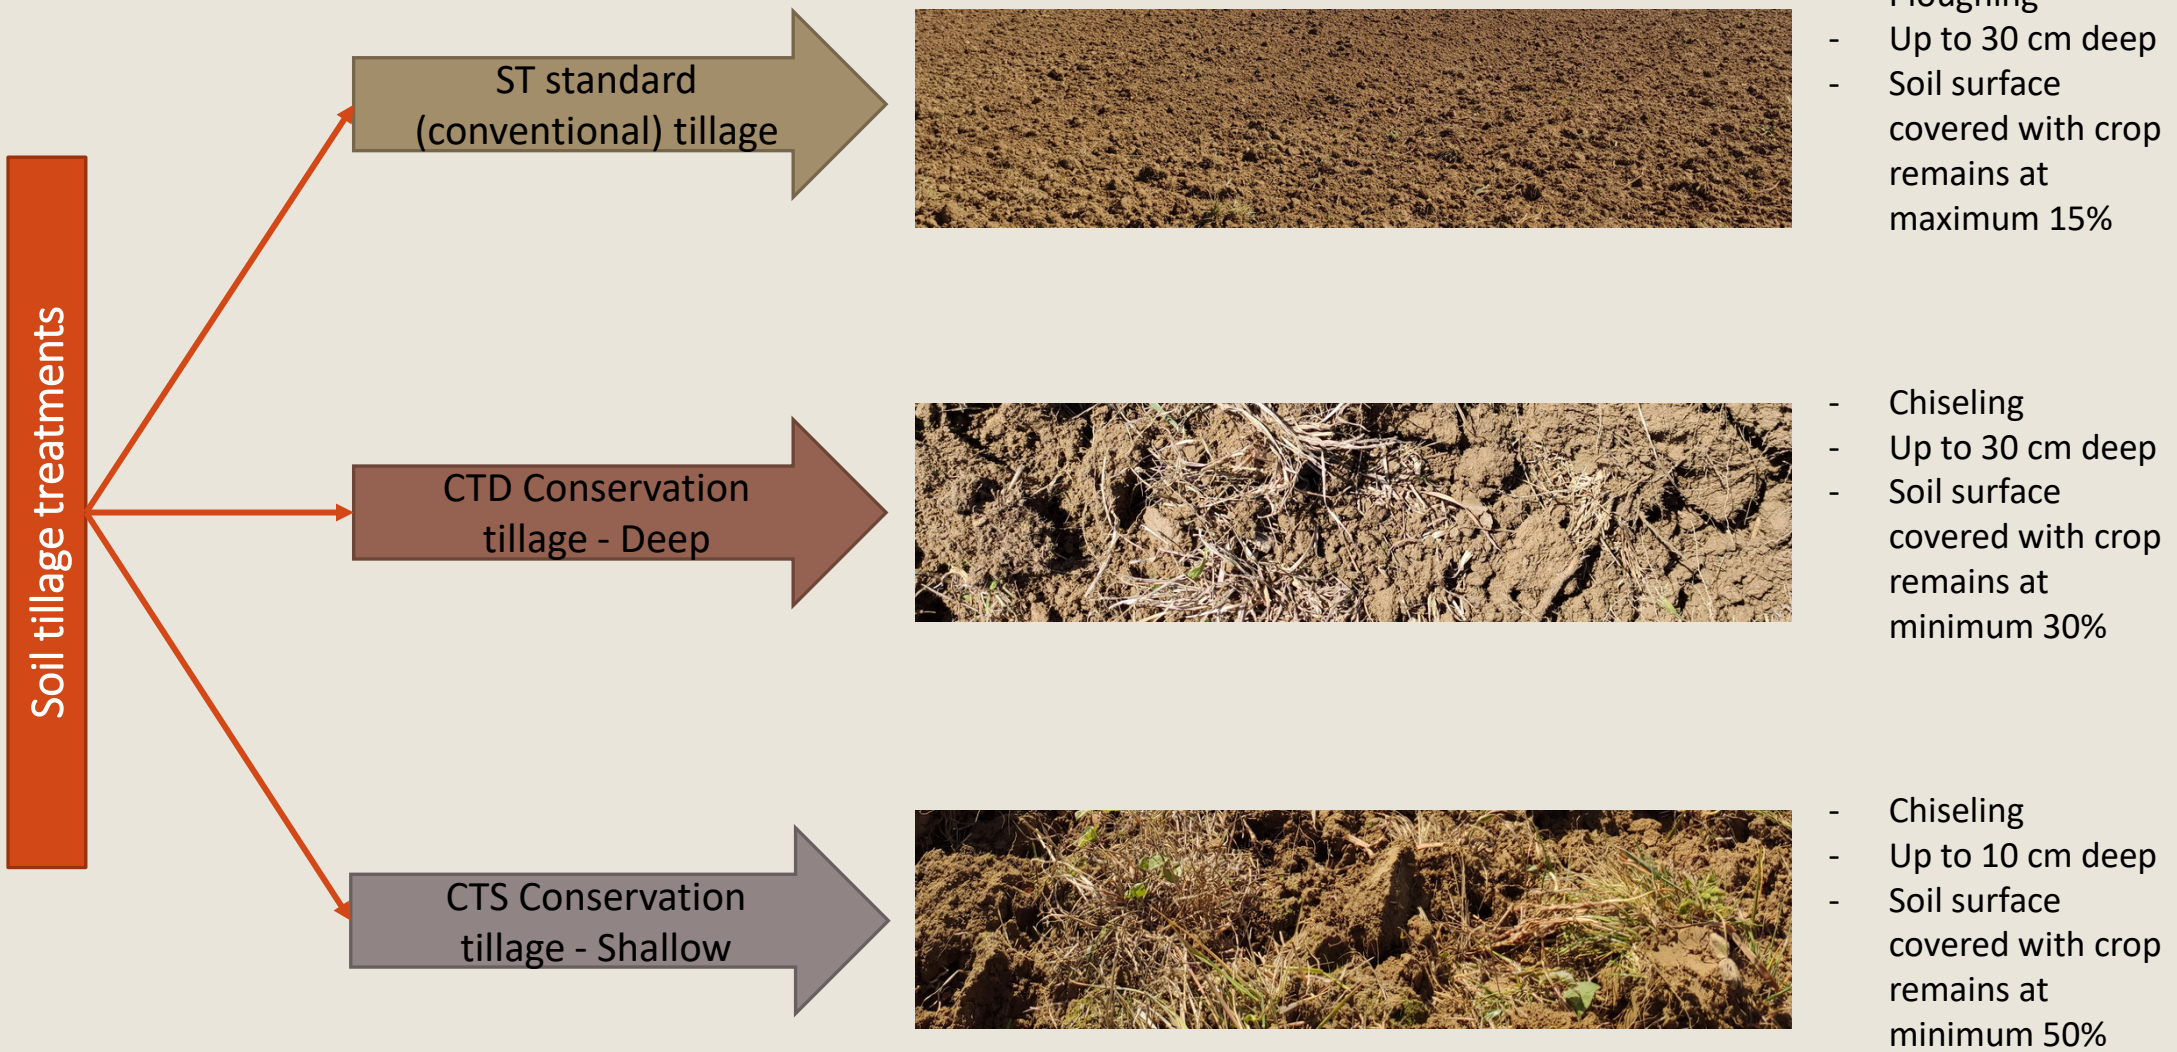 Soil tillage treatments
ST standard
(conventional) tillage
Ploughing
- Up to 30 cm deep
- Soil surface
covered with crop
remains at
maximum 15%
CTD Conservation
tillage - Deep
- Chiseling
- Up to 30 cm deep
- Soil surface
covered with crop
remains at
minimum 30%
CTS Conservation
tillage - Shallow
- Chiseling
- Up to 10 cm deep
- Soil surface
covered with crop
remains at
minimum 50%